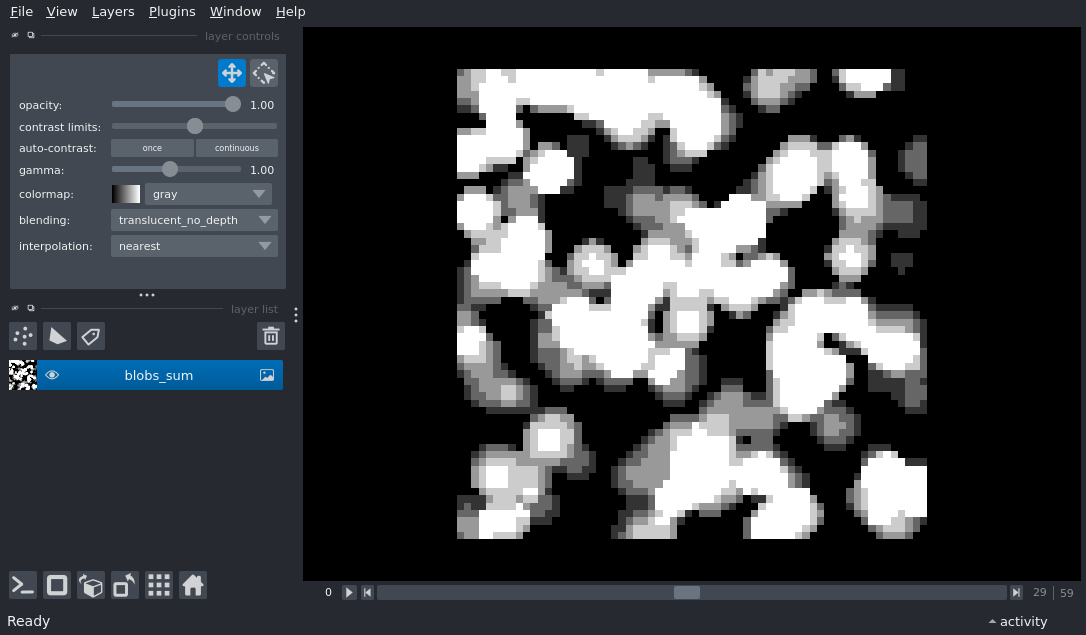 File View Layers Plugins Window Help
layer controls
opacity: 1.00
contrast limits:
auto-contrast: once continuous
gamma: 1.00
colormap: gray
blending: translucent_no_depth
interpolation: nearest
layer list
blobs_sum
0 29 59
Ready activity